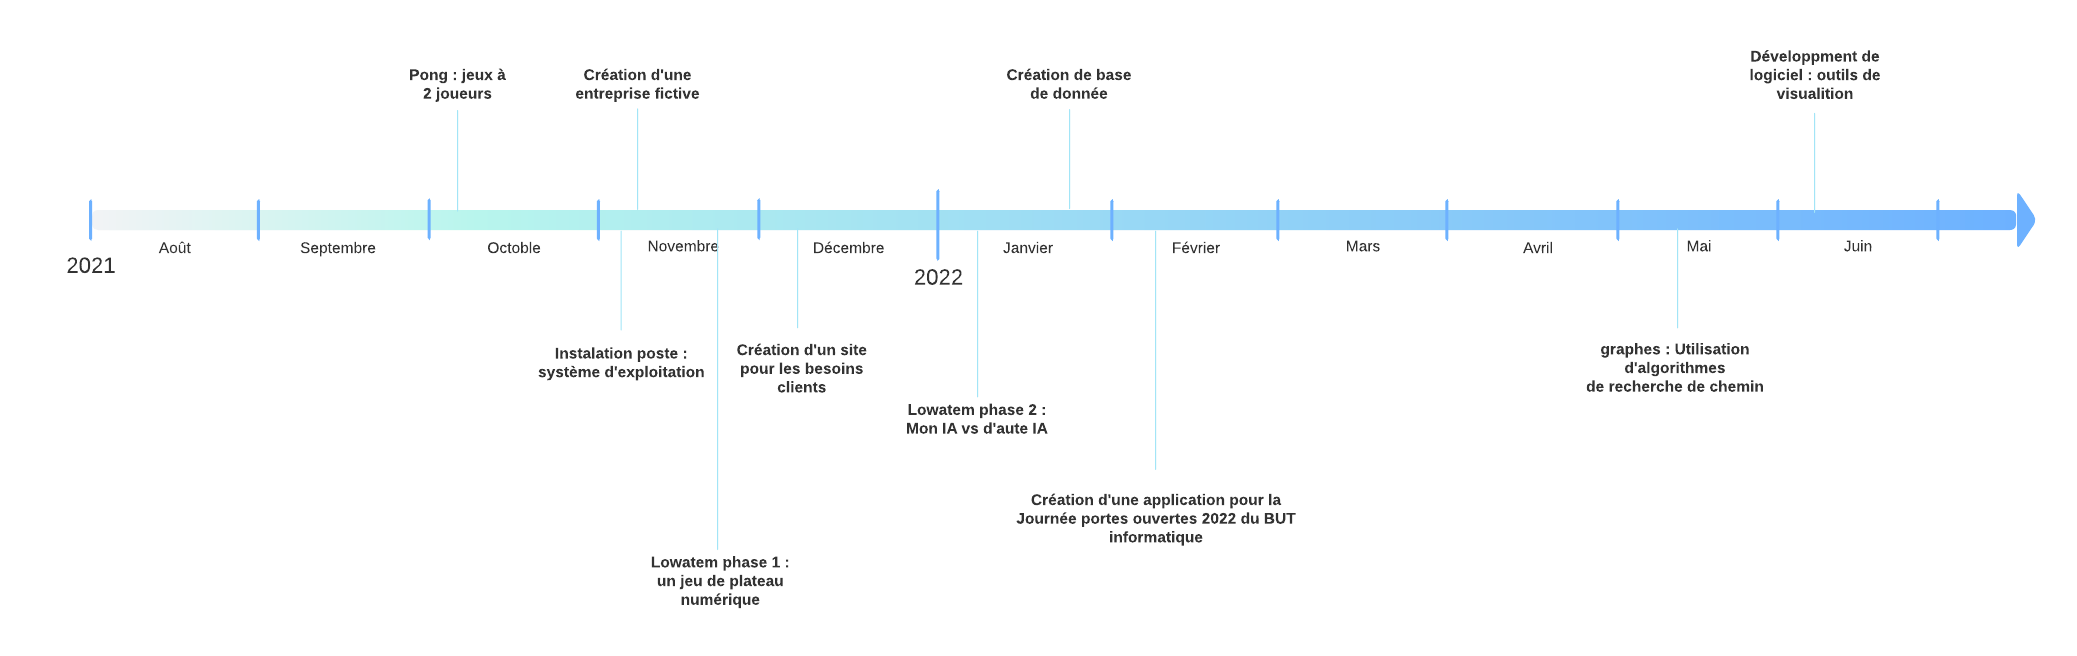 Pong : jeux à
2 joueurs
Création d'une
entreprise fictive
Création de base
de donnée
Développment de
logiciel : outils de
visualition
Août
Septembre
Octoble
Novembre
Décembre
Janvier
Février
Mars
Avril
Mai
Juin
2021
2022
Instalation poste :
système d'exploitation
Création d'un site
pour les besoins
clients
graphes : Utilisation
d'algorithmes
de recherche de chemin
Lowatem phase 2 :
Mon IA vs d'aute IA
Création d'une application pour la
Journée portes ouvertes 2022 du BUT
informatique
Lowatem phase 1 :
un jeu de plateau
numérique